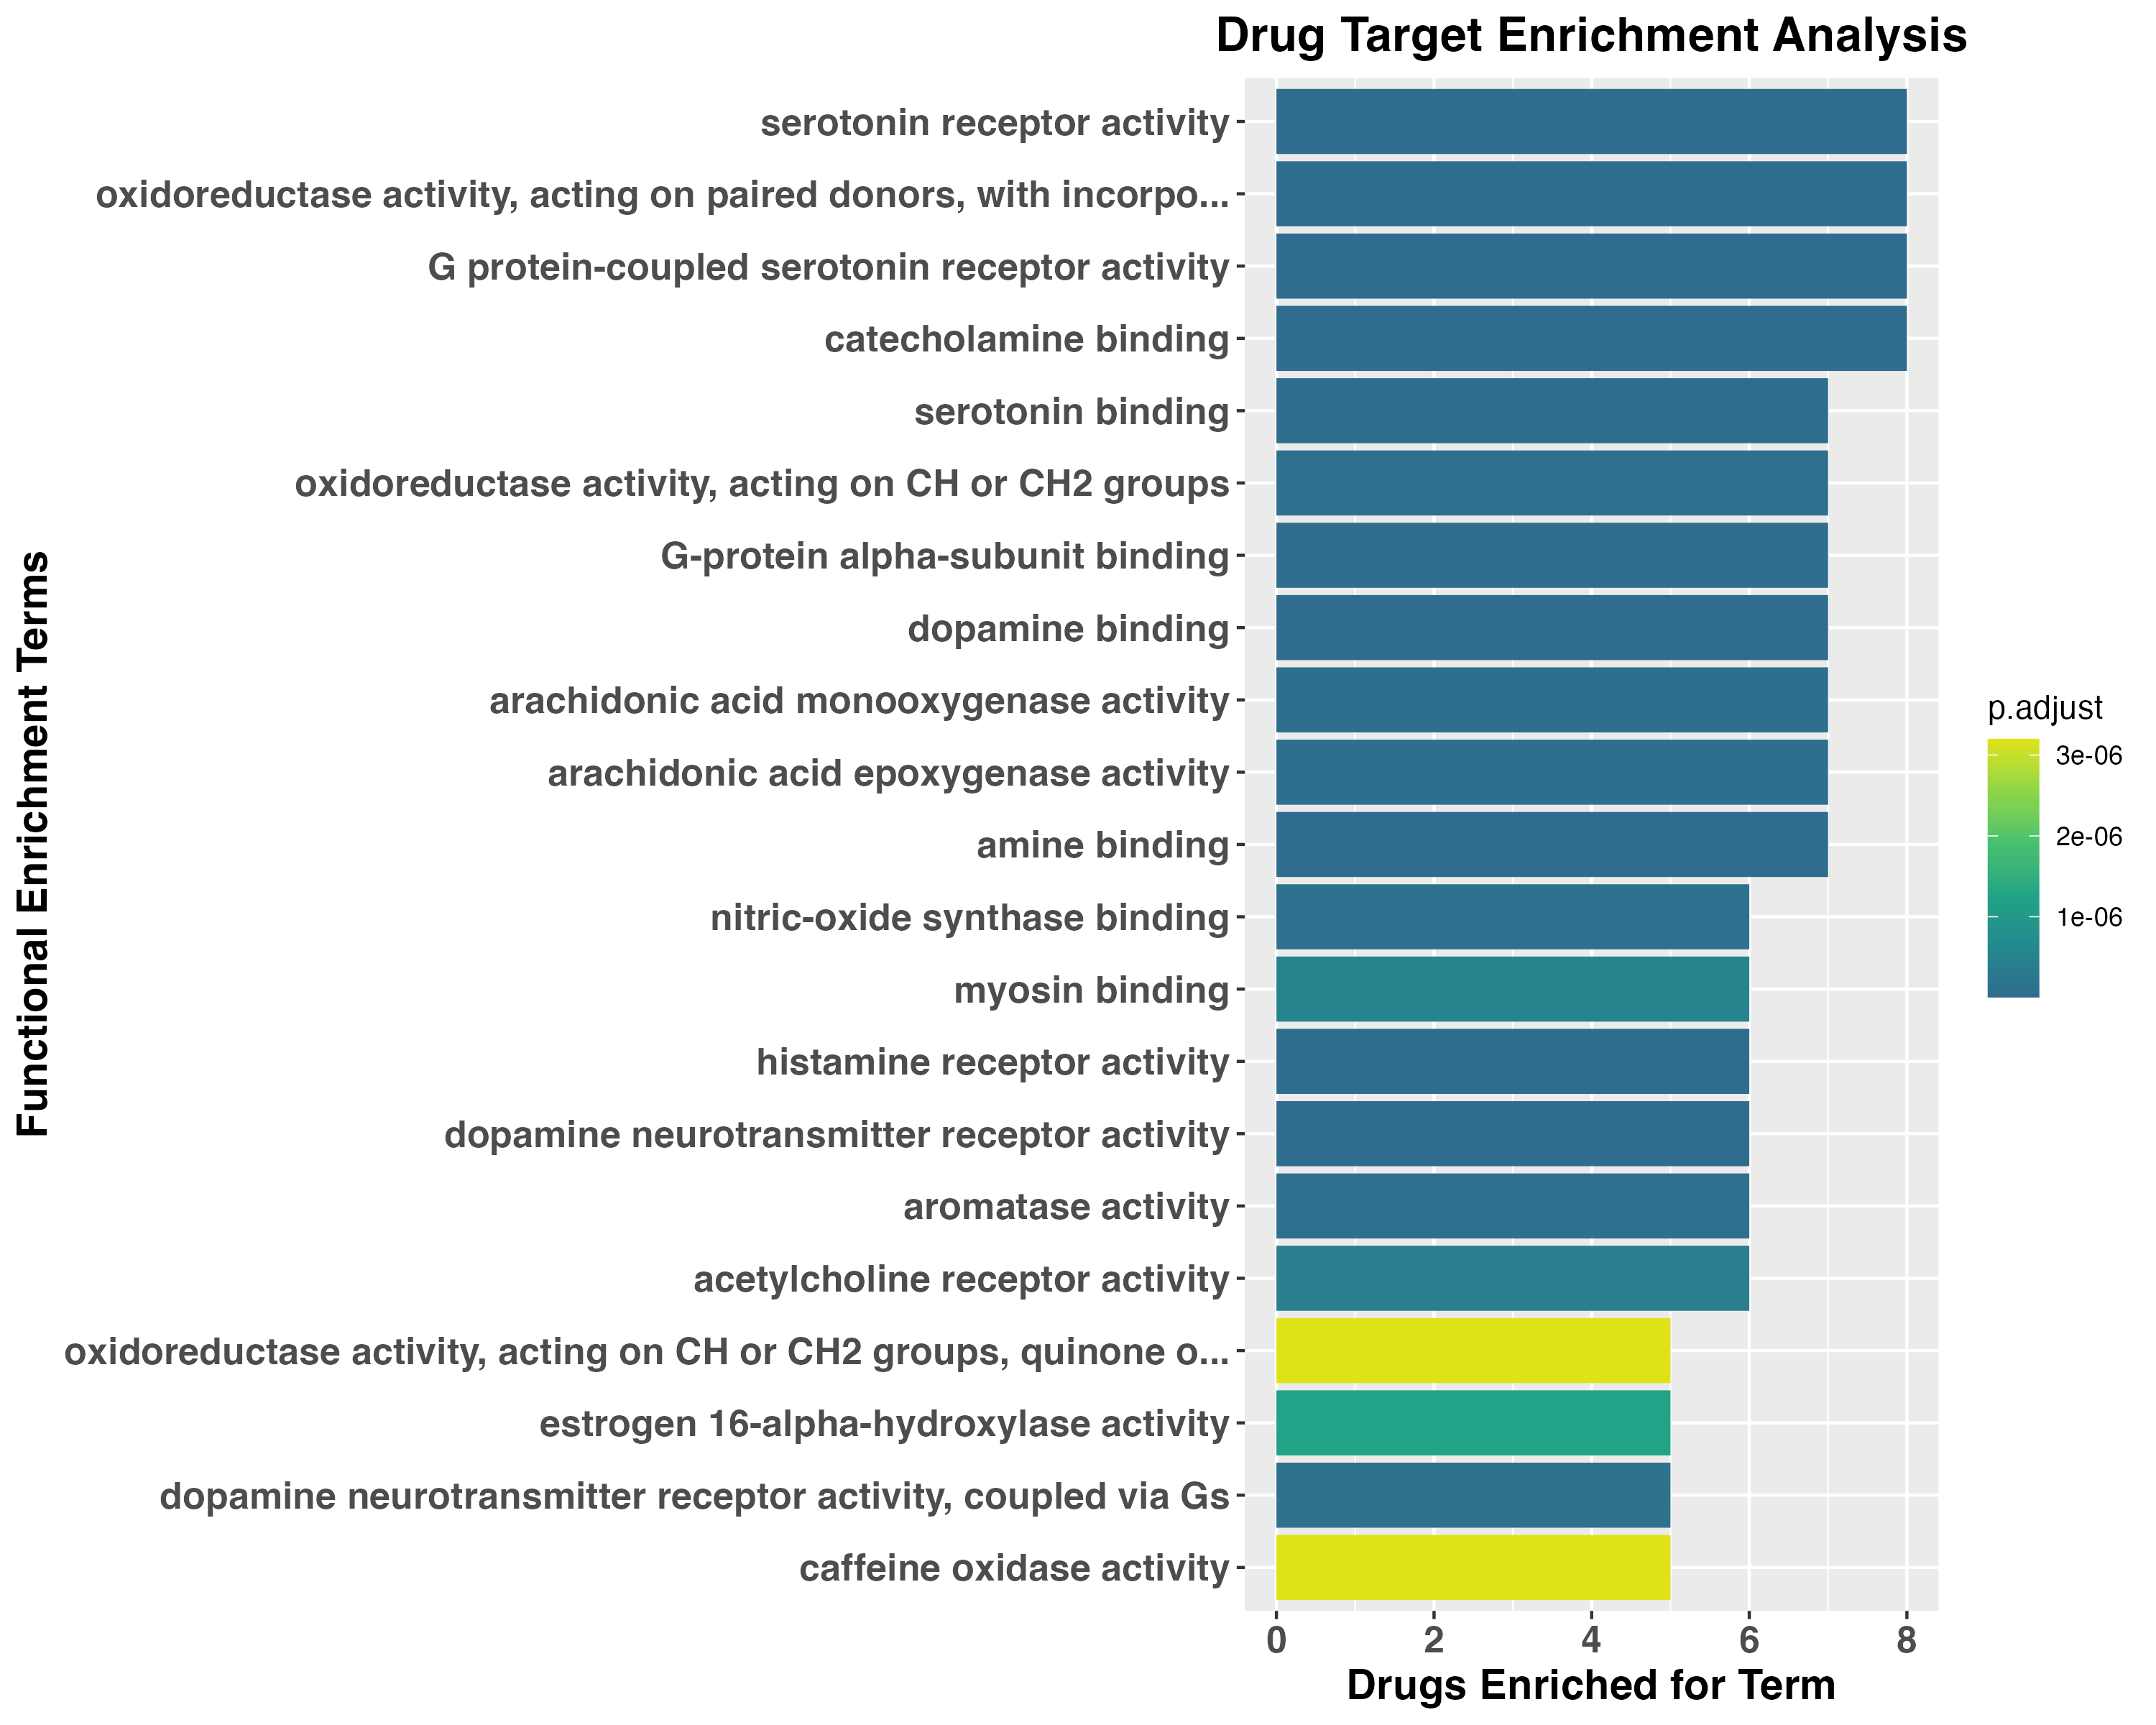 Drug Target Enrichment Analysis
serotonin receptor activity
oxidoreductase activity, acting on paired donors, with incorpo...
G protein-coupled serotonin receptor activity
catecholamine binding
serotonin binding
oxidoreductase activity, acting on CH or CH2 groups
G-protein alpha-subunit binding
dopamine binding
arachidonic acid monooxygenase activity
arachidonic acid epoxygenase activity
amine binding
nitric-oxide synthase binding
myosin binding
histamine receptor activity
dopamine neurotransmitter receptor activity
aromatase activity
acetylcholine receptor activity
oxidoreductase activity, acting on CH or CH2 groups, quinone o...
estrogen 16-alpha-hydroxylase activity
dopamine neurotransmitter receptor activity, coupled via Gs
caffeine oxidase activity
Functional Enrichment Terms
0 2 4 6 8
Drugs Enriched for Term
p.adjust
3e-06
2e-06
1e-06